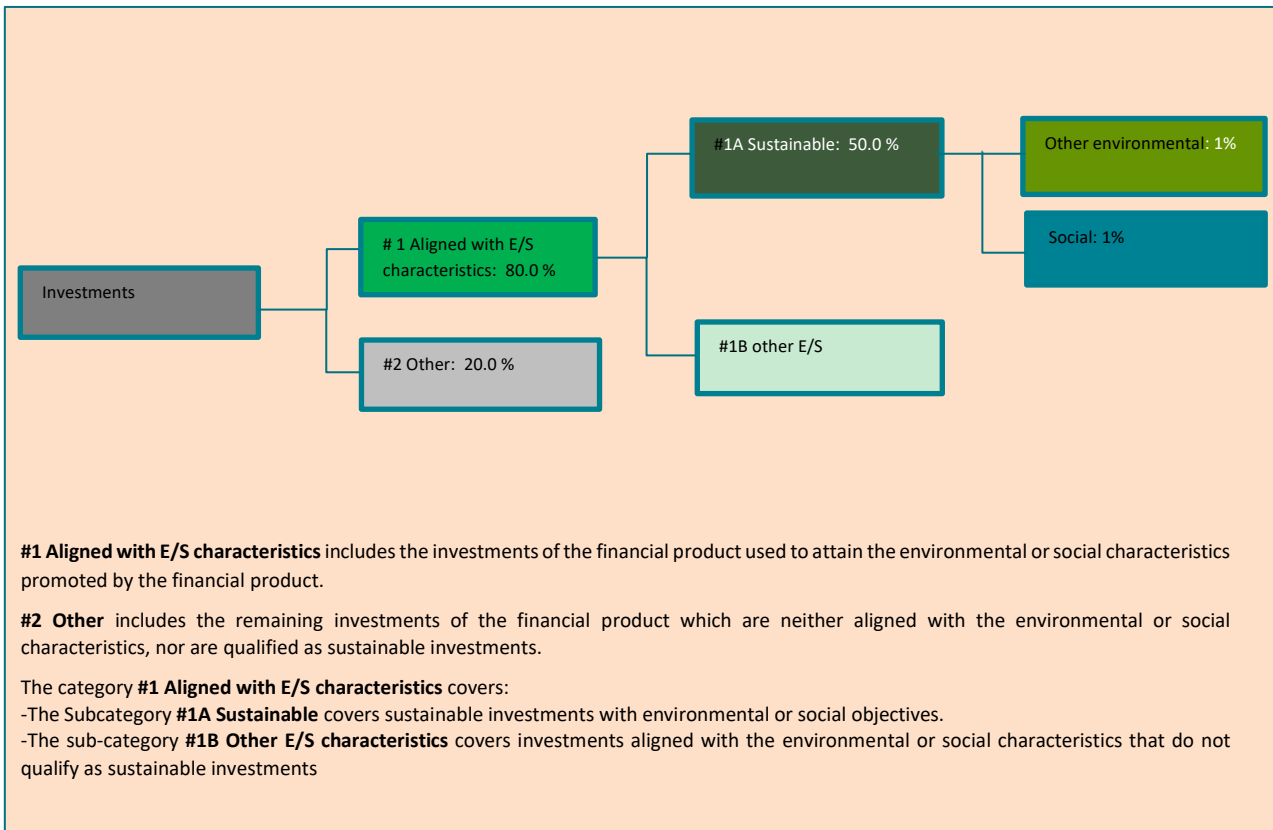 #1A Sustainable:  50.0 %
Other environmental: 1%
# 1 Aligned with E/S
characteristics:  80.0 %
Social: 1%
Investments
#2 Other:  20.0 %
#1B other E/S
#1 Aligned with E/S characteristics includes the investments of the financial product used to attain the environmental or social characteristics
promoted by the financial product.
#2 Other includes the remaining investments of the financial product which are neither aligned with the environmental or social
characteristics, nor are qualified as sustainable investments.
The category #1 Aligned with E/S characteristics covers:
-The Subcategory #1A Sustainable covers sustainable investments with environmental or social objectives.
-The sub-category #1B Other E/S characteristics covers investments aligned with the environmental or social characteristics that do not
qualify as sustainable investments